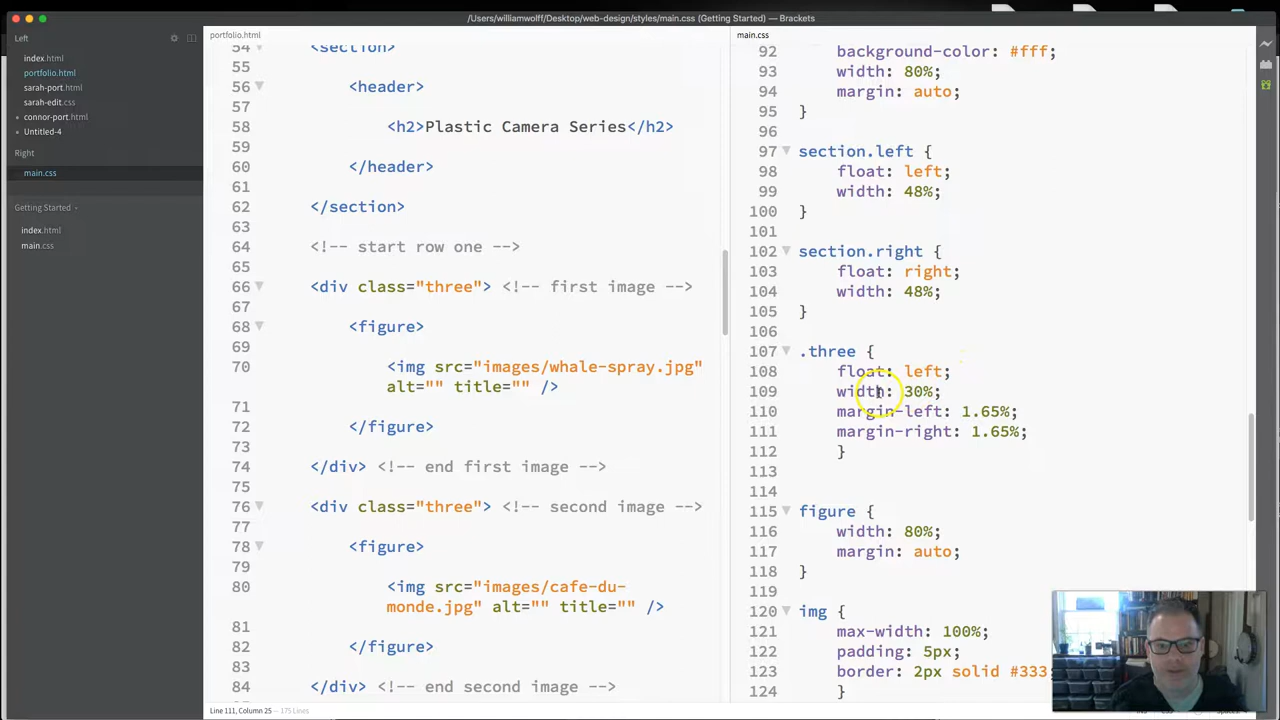 /Users/williamwolff/Desktop/web-design/styles/main.css (Getting Started) — Brackets
Left
index.html
portfolio.html
sarah-port.html
sarah-edit.css
connor-port.html
Untitled-4
Right
main.css
Getting Started
index.html
main.css
portfolio.html
54 <section>
55
56 <header>
57
58 <h2>Plastic Camera Series</h2>
59
60 </header>
61
62 </section>
63
64 <!-- start row one -->
65
66 <div class="three"> <!-- first image -->
67
68 <figure>
69
70 <img src="images/whale-spray.jpg"
alt="" title="" />
71
72 </figure>
73
74 </div> <!-- end first image -->
75
76 <div class="three"> <!-- second image -->
77
78 <figure>
79
80 <img src="images/cafe-du-
monde.jpg" alt="" title="" />
81
82 </figure>
83
84 </div> <!-- end second image -->
Line 111, Column 25 — 175 Lines
main.css
92 background-color: #fff;
93 width: 80%;
94 margin: auto;
95 }
96
97 section.left {
98 float: left;
99 width: 48%;
100 }
101
102 section.right {
103 float: right;
104 width: 48%;
105 }
106
107 .three {
108 float: left;
109 width: 30%;
110 margin-left: 1.65%;
111 margin-right: 1.65%;
112 }
113
114
115 figure {
116 width: 80%;
117 margin: auto;
118 }
119
120 img {
121 max-width: 100%;
122 padding: 5px;
123 border: 2px solid #333
124 }